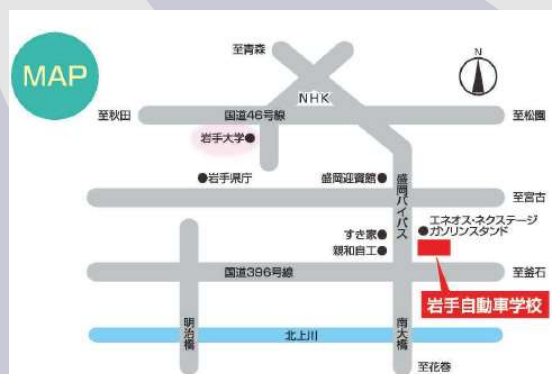 MAP
至青森
N
NHK
至秋田
国道46号線
至松園
岩手大学
岩手県庁
盛岡迎賓館
盛岡バイパス
至宮古
エネオス・ネクステージ
ガソリンスタンド
すき家
親和自工
国道396号線
至釜石
岩手自動車学校
明治橋
北上川
南大橋
至花巻